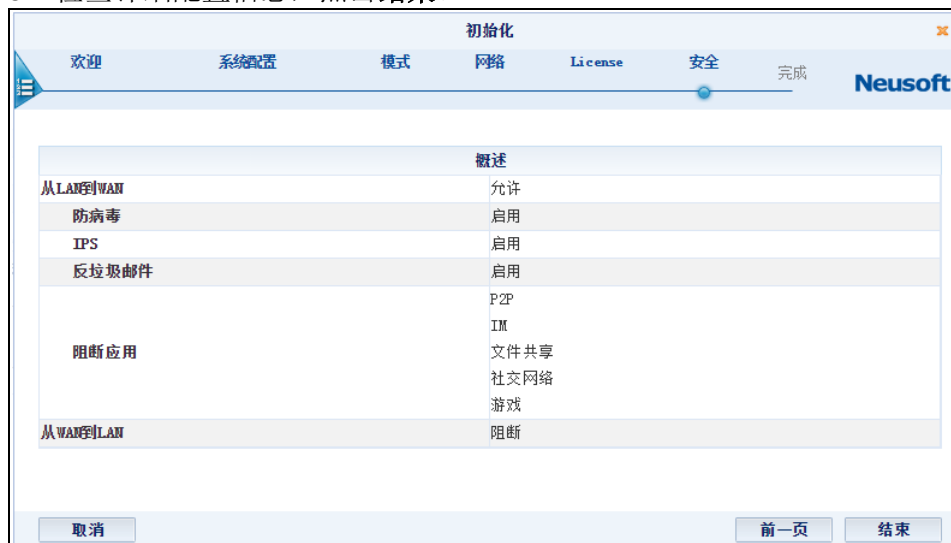 初始化
欢迎 系统配置 模式 网络 License 安全 完成
Neusoft
概述
从LAN到WAN 允许
防病毒 启用
IPS 启用
反垃圾邮件 启用
阻断应用 P2P
IM
文件共享
社交网络
游戏
从WAN到LAN 阻断
取消 前一页 结束